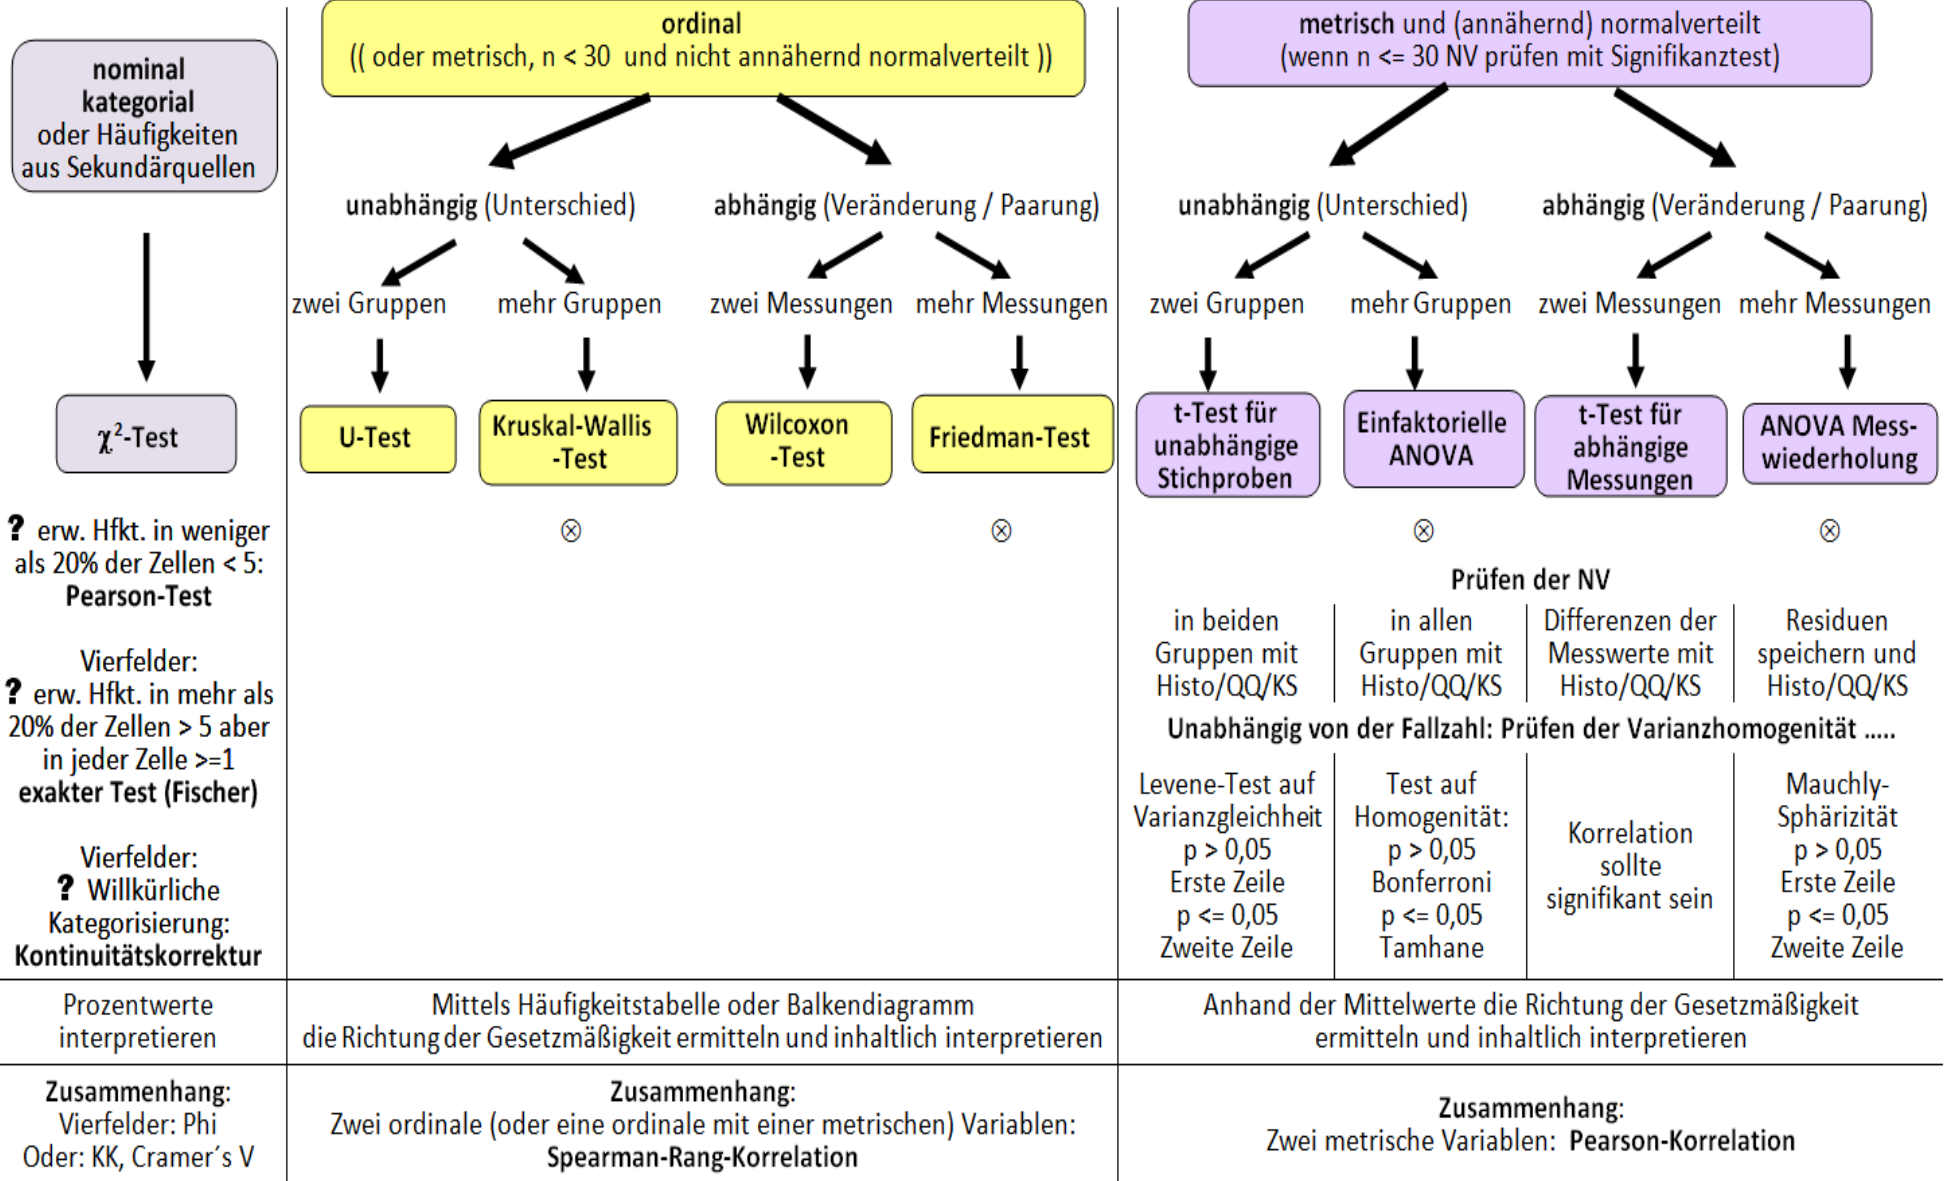 nominal
kategorial
oder Häufigkeiten
aus Sekundärquellen
χ²-Test
? erw. Hfkt. in weniger
als 20% der Zellen < 5:
Pearson-Test
Vierfelder:
? erw. Hfkt. in mehr als
20% der Zellen > 5 aber
in jeder Zelle >=1
exakter Test (Fischer)
Vierfelder:
? Willkürliche
Kategorisierung:
Kontinuitätskorrektur
Prozentwerte
interpretieren
Zusammenhang:
Vierfelder: Phi
Oder: KK, Cramer´s V
ordinal
(( oder metrisch, n < 30 und nicht annähernd normalverteilt ))
unabhängig (Unterschied)
abhängig (Veränderung / Paarung)
zwei Gruppen
mehr Gruppen
zwei Messungen
mehr Messungen
U-Test
Kruskal-Wallis
-Test
Wilcoxon
-Test
Friedman-Test
⊗
⊗
Mittels Häufigkeitstabelle oder Balkendiagramm
die Richtung der Gesetzmäßigkeit ermitteln und inhaltlich interpretieren
Zusammenhang:
Zwei ordinale (oder eine ordinale mit einer metrischen) Variablen:
Spearman-Rang-Korrelation
metrisch und (annähernd) normalverteilt
(wenn n <= 30 NV prüfen mit Signifikanztest)
unabhängig (Unterschied)
abhängig (Veränderung / Paarung)
zwei Gruppen
mehr Gruppen
zwei Messungen
mehr Messungen
t-Test für
unabhängige
Stichproben
Einfaktorielle
ANOVA
t-Test für
abhängige
Messungen
ANOVA Mess-
wiederholung
⊗
⊗
Prüfen der NV
in beiden
Gruppen mit
Histo/QQ/KS
in allen
Gruppen mit
Histo/QQ/KS
Differenzen der
Messwerte mit
Histo/QQ/KS
Residuen
speichern und
Histo/QQ/KS
Unabhängig von der Fallzahl: Prüfen der Varianzhomogenität .....
Levene-Test auf
Varianzgleichheit
p > 0,05
Erste Zeile
p <= 0,05
Zweite Zeile
Test auf
Homogenität:
p > 0,05
Bonferroni
p <= 0,05
Tamhane
Korrelation
sollte
signifikant sein
Mauchly-
Sphärizität
p > 0,05
Erste Zeile
p <= 0,05
Zweite Zeile
Anhand der Mittelwerte die Richtung der Gesetzmäßigkeit
ermitteln und inhaltlich interpretieren
Zusammenhang:
Zwei metrische Variablen: Pearson-Korrelation